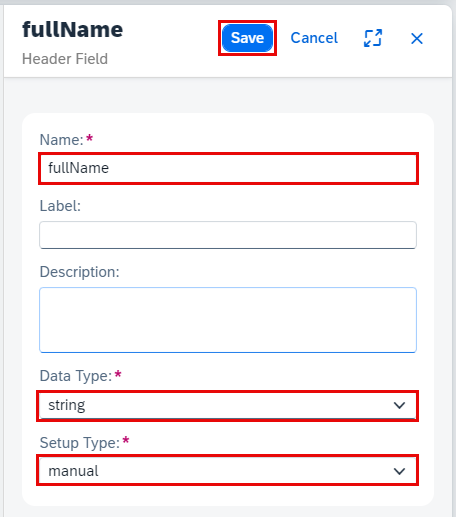 fullName
Save
Cancel
Header Field
Name:*
fullName
Label:
Description:
Data Type:*
string
Setup Type:*
manual